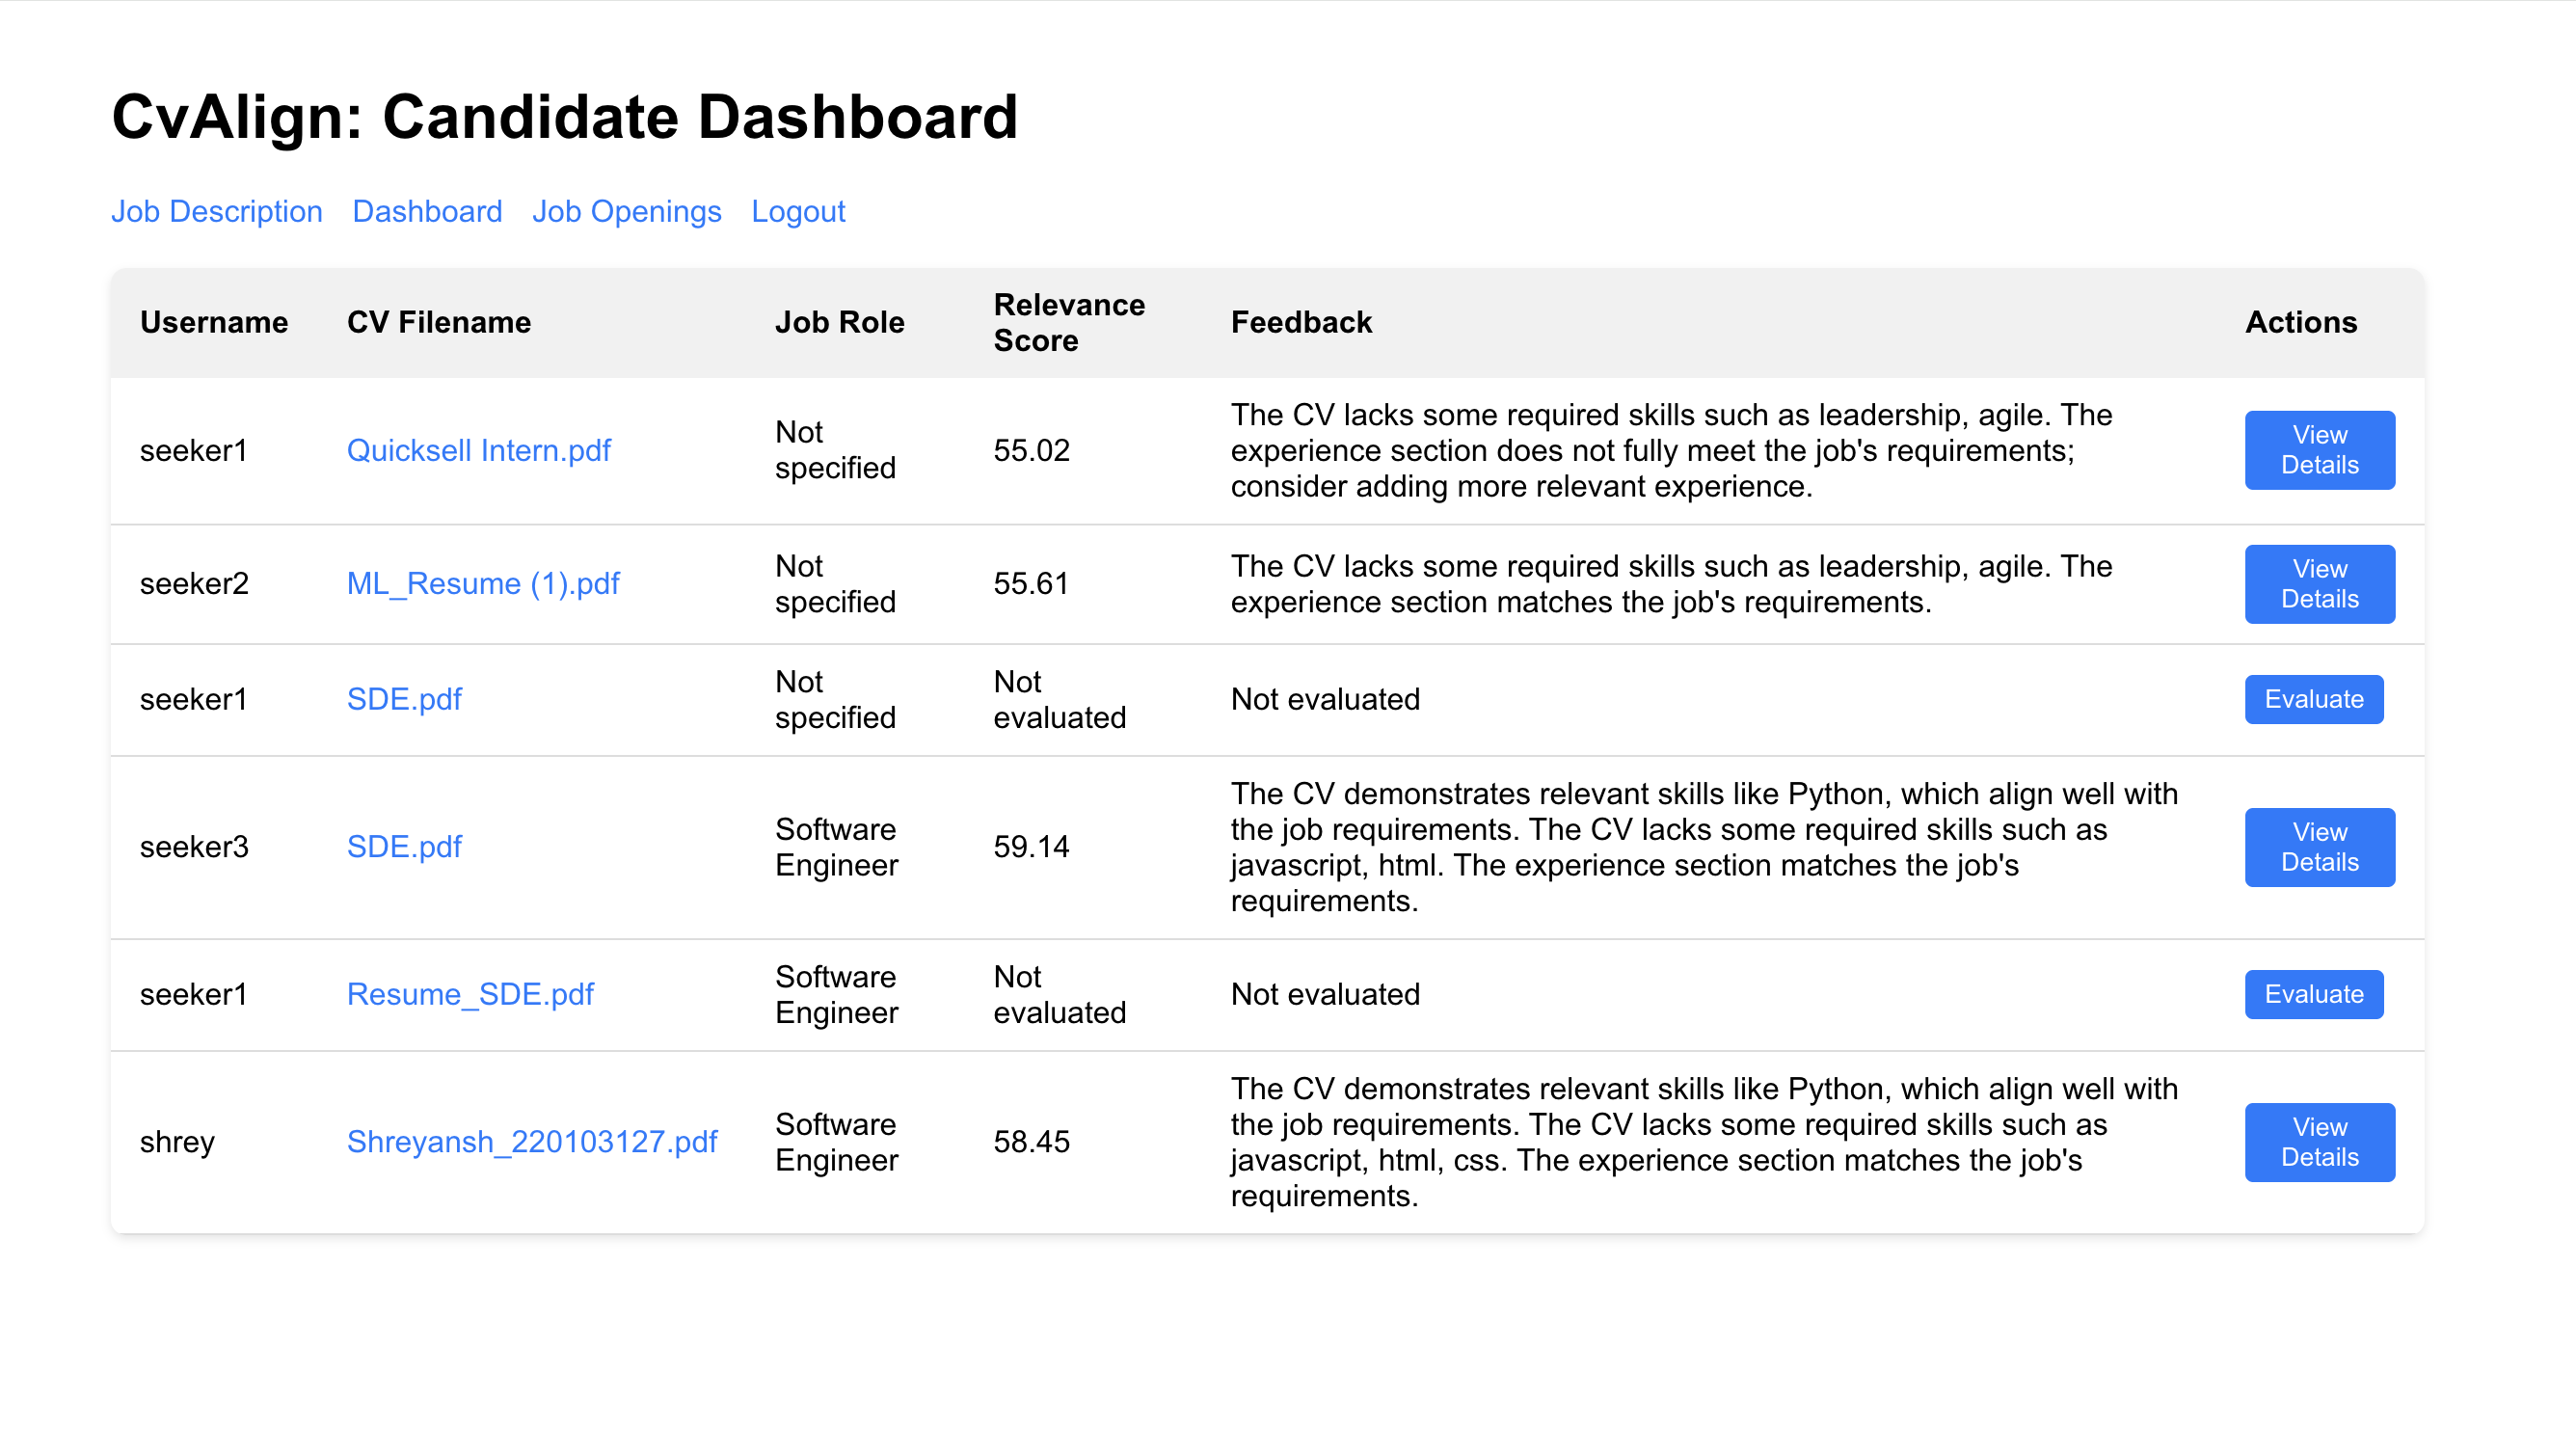 CvAlign: Candidate Dashboard
Job Description Dashboard Job Openings Logout
Username CV Filename Job Role Relevance Score Feedback Actions
seeker1
Quicksell Intern.pdf
Not
specified
55.02
The CV lacks some required skills such as leadership, agile. The
experience section does not fully meet the job's requirements;
consider adding more relevant experience.
View
Details
seeker2
ML_Resume (1).pdf
Not
specified
55.61
The CV lacks some required skills such as leadership, agile. The
experience section matches the job's requirements.
View
Details
seeker1
SDE.pdf
Not
specified
Not
evaluated
Not evaluated
Evaluate
seeker3
SDE.pdf
Software
Engineer
59.14
The CV demonstrates relevant skills like Python, which align well with
the job requirements. The CV lacks some required skills such as
javascript, html. The experience section matches the job's
requirements.
View
Details
seeker1
Resume_SDE.pdf
Software
Engineer
Not
evaluated
Not evaluated
Evaluate
shrey
Shreyansh_220103127.pdf
Software
Engineer
58.45
The CV demonstrates relevant skills like Python, which align well with
the job requirements. The CV lacks some required skills such as
javascript, html, css. The experience section matches the job's
requirements.
View
Details